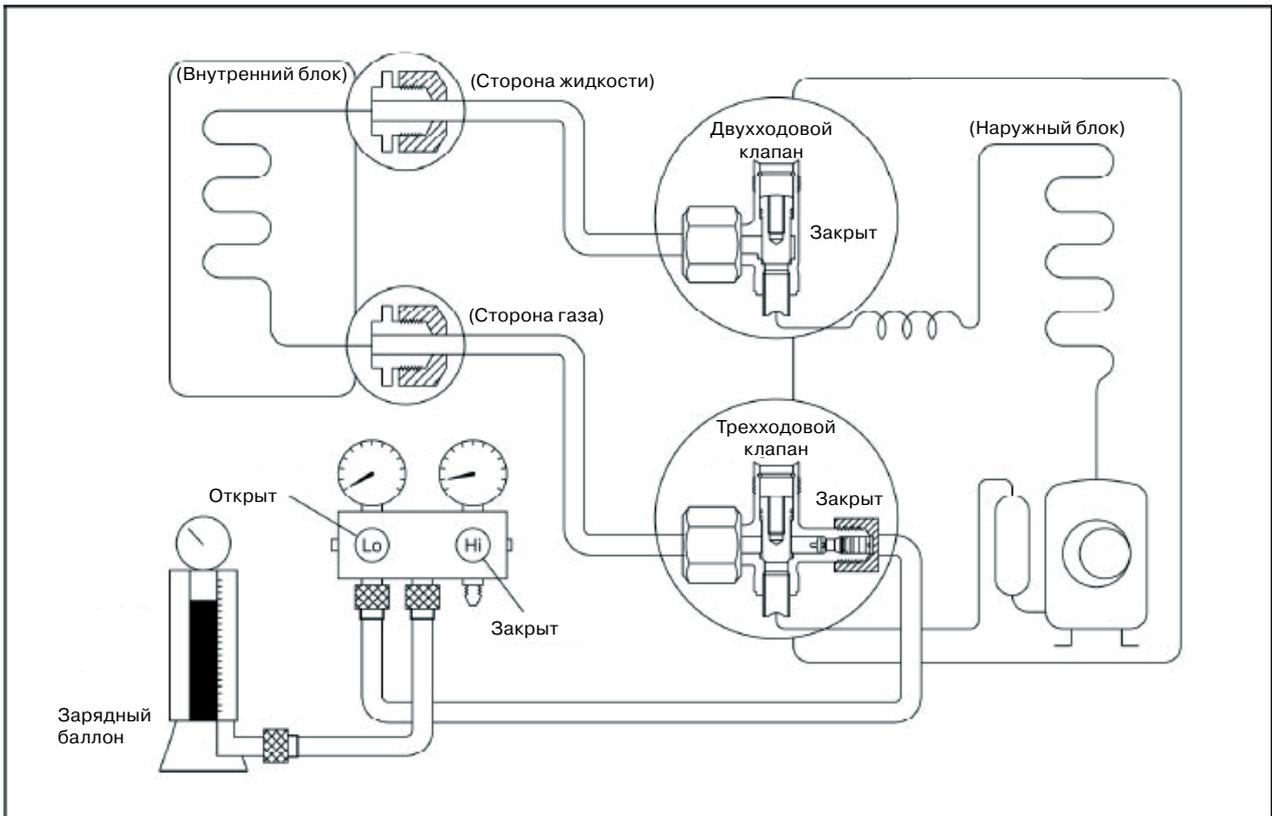 (Внутренний блок)
(Сторона жидкости)
Двухходовой
клапан
(Наружный блок)
Закрыт
(Сторона газа)
Трехходовой
клапан
Закрыт
Открыт
Lo
Hi
Закрыт
Зарядный
баллон